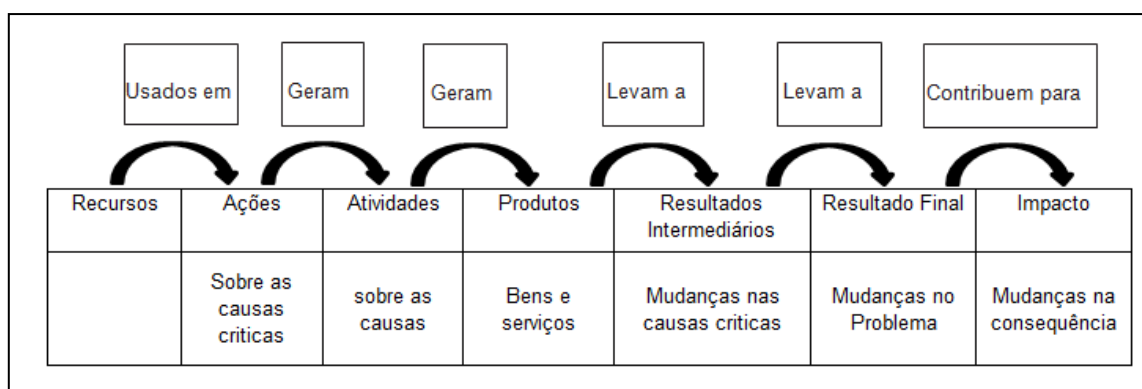 Usados em
Geram
Geram
Levam a
Levam a
Contribuem para
Recursos
Ações
Atividades
Produtos
Resultados
Intermediários
Resultado Final
Impacto
Sobre as
causas
criticas
sobre as
causas
Bens e
serviços
Mudanças nas
causas criticas
Mudanças no
Problema
Mudanças na
consequência